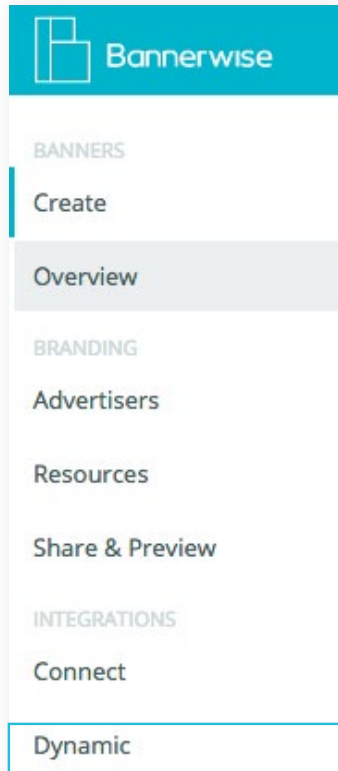 Bannerwise
BANNERS
Create
Overview
BRANDING
Advertisers
Resources
Share & Preview
INTEGRATIONS
Connect
Dynamic